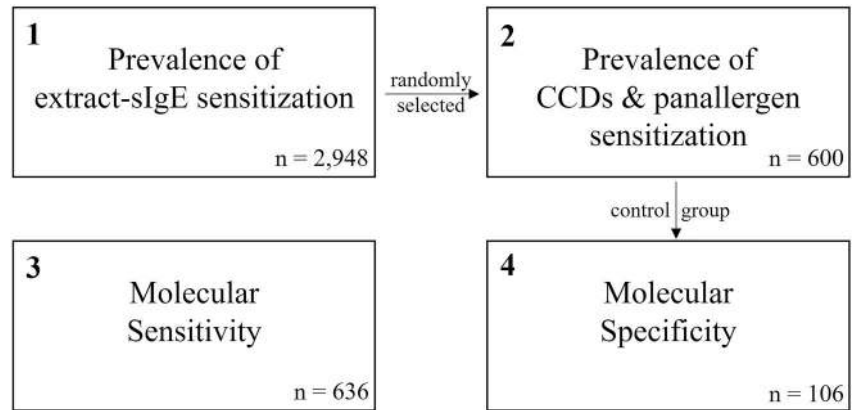 1
Prevalence of
extract-sIgE sensitization
n = 2,948
randomly
selected
2
Prevalence of
CCDs & panallergen
sensitization
n = 600
control group
3
Molecular
Sensitivity
n = 636
4
Molecular
Specificity
n = 106